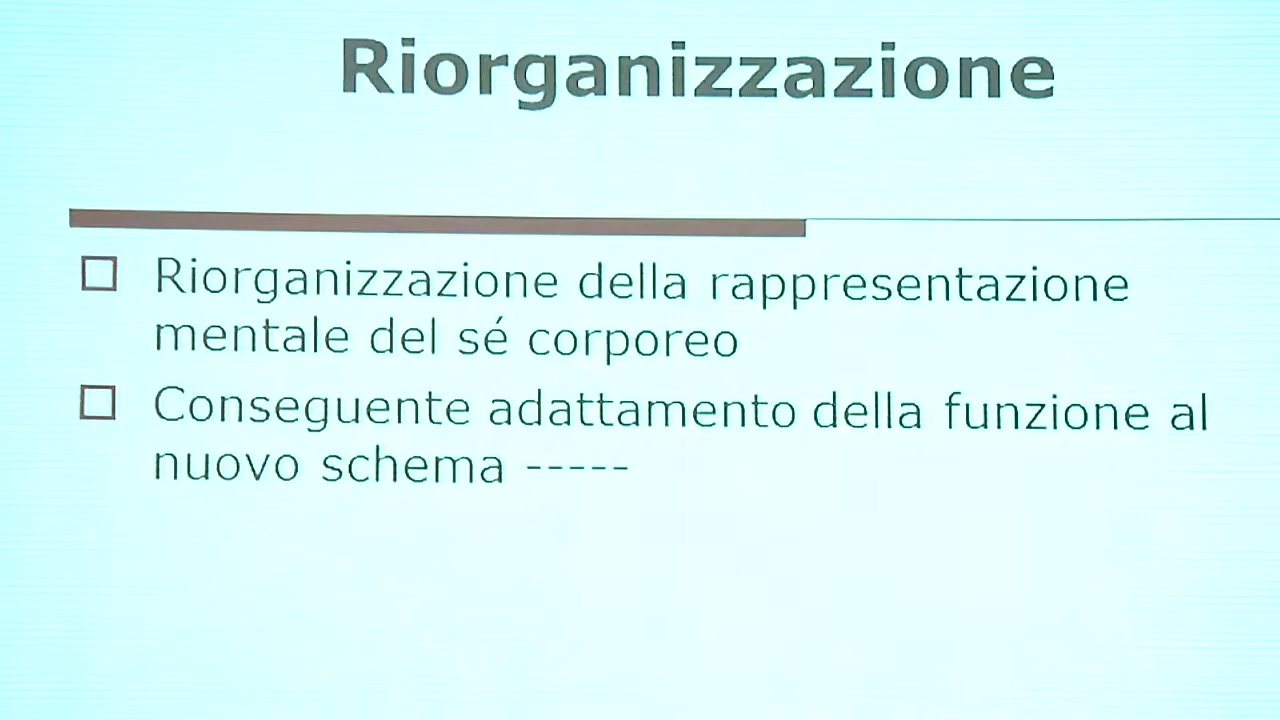 Riorganizzazione
Riorganizzazione della rappresentazione
mentale del sé corporeo
Conseguente adattamento della funzione al
nuovo schema -----